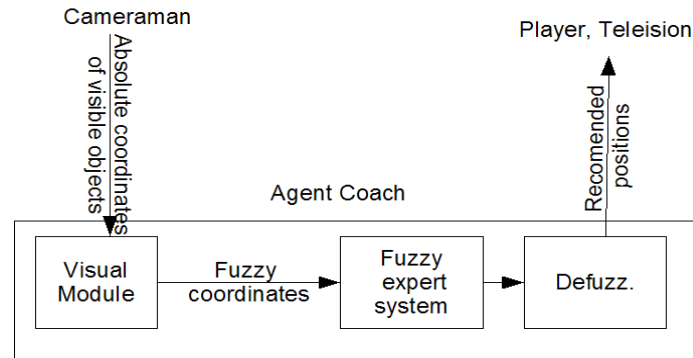 Cameraman
Player, Teleision
Absolute coordinates
of visible objects
Recomended
positions
Agent Coach
Visual
Module
Fuzzy
coordinates
Fuzzy
expert
system
Defuzz.